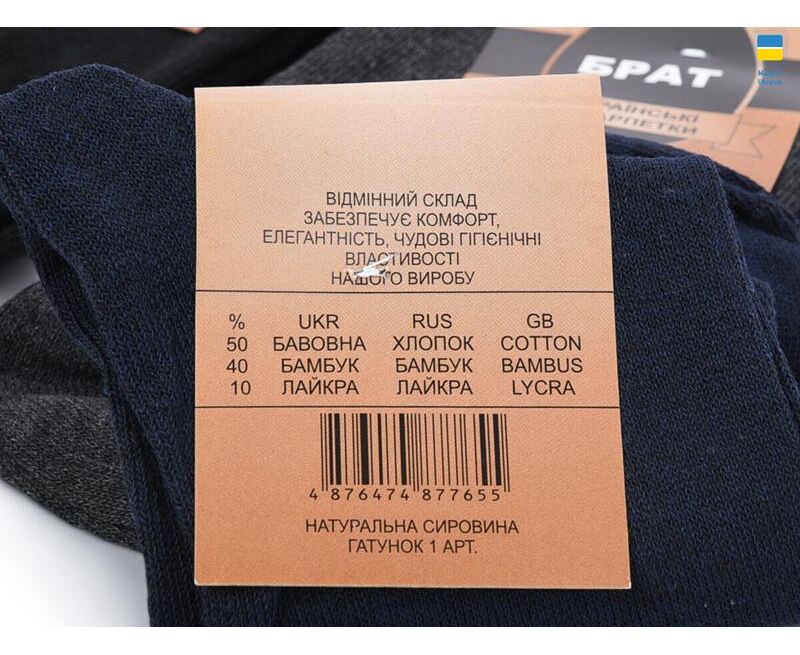 БРАТ
ВІДМІННИЙ СКЛАД
ЗАБЕЗПЕЧУЄ КОМФОРТ,
ЕЛЕГАНТНІСТЬ, ЧУДОВІ ГІГІЄНІЧНІ
ВЛАСТИВОСТІ
НАШОГО ВИРОБУ
% UKR RUS GB
50 БАВОВНА ХЛОПОК COTTON
40 БАМБУК БАМБУК BAMBUS
10 ЛАЙКРА ЛАЙКРА LYCRA
4 876474 877655
НАТУРАЛЬНА СИРОВИНА
ГАТУНОК 1 АРТ.